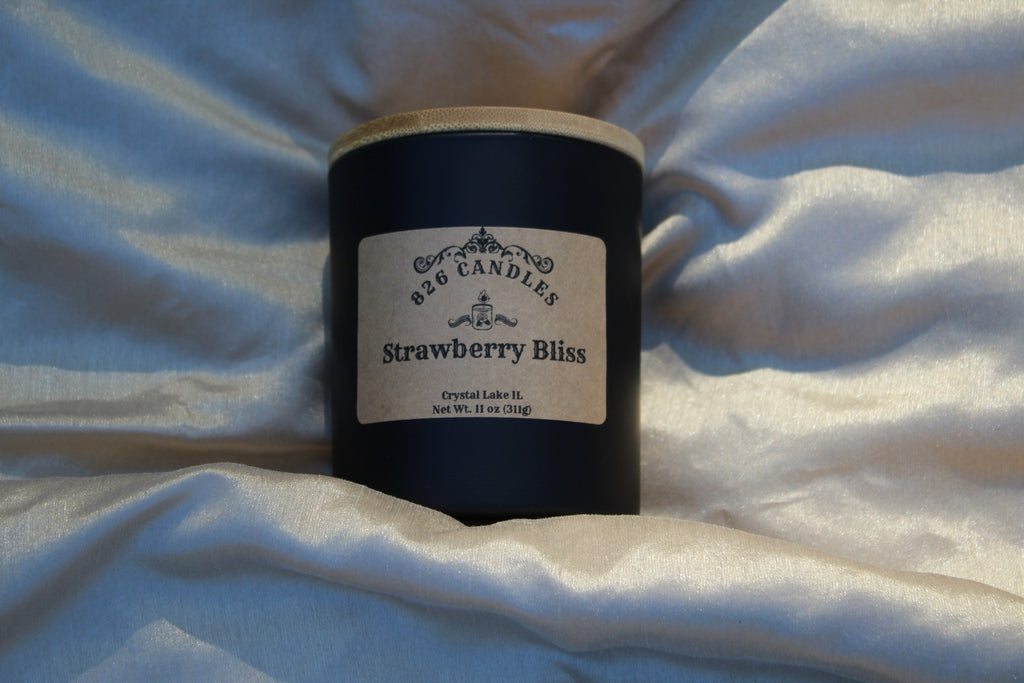 826 CANDLES
Strawberry Bliss
Crystal Lake IL
Net Wt. 11 oz (311g)